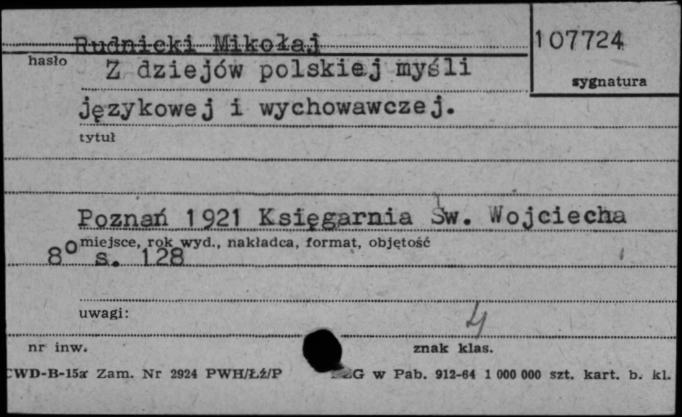 Rudnicki Mikołaj
107724
hasło
Z dziejów polskiej myśli
sygnatura
językowej i wychowawczej.
tytuł
Poznań 1921 Księgarnia Św. Wojciecha
miejsce, rok wyd., nakładca, format, objętość
8° s. 128
uwagi:
4
nr inw.
znak klas.
CWD-B-15a Zam. Nr 2924 PWH/Łź/P w Pab. 912-64 1 000 000 szt. kart. b. kl.